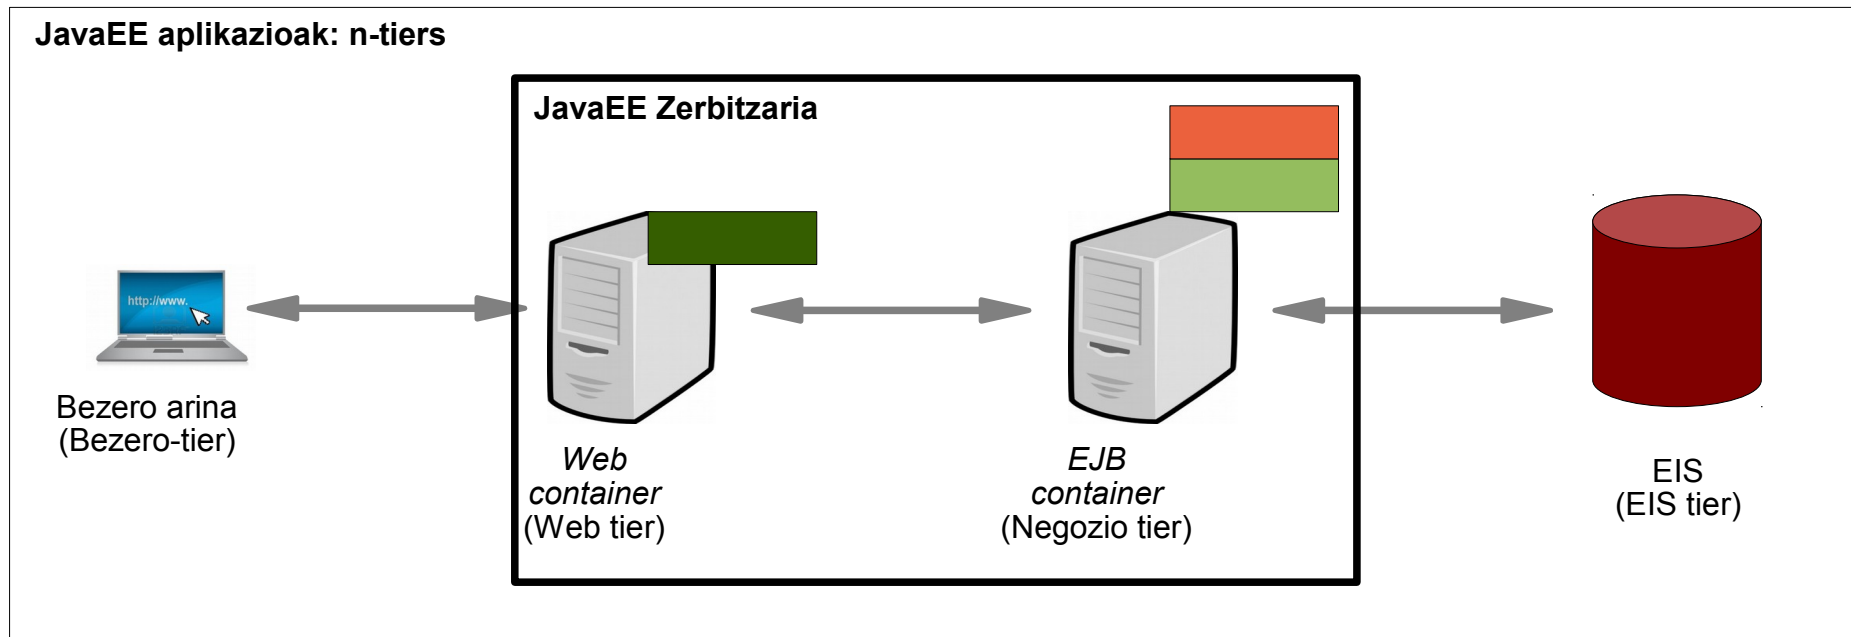 JavaEE aplikazioak: n-tiers
JavaEE Zerbitzaria
http://www.
Bezero arina
(Bezero-tier)
Web
container
(Web tier)
EJB
container
(Negozio tier)
EIS
(EIS tier)